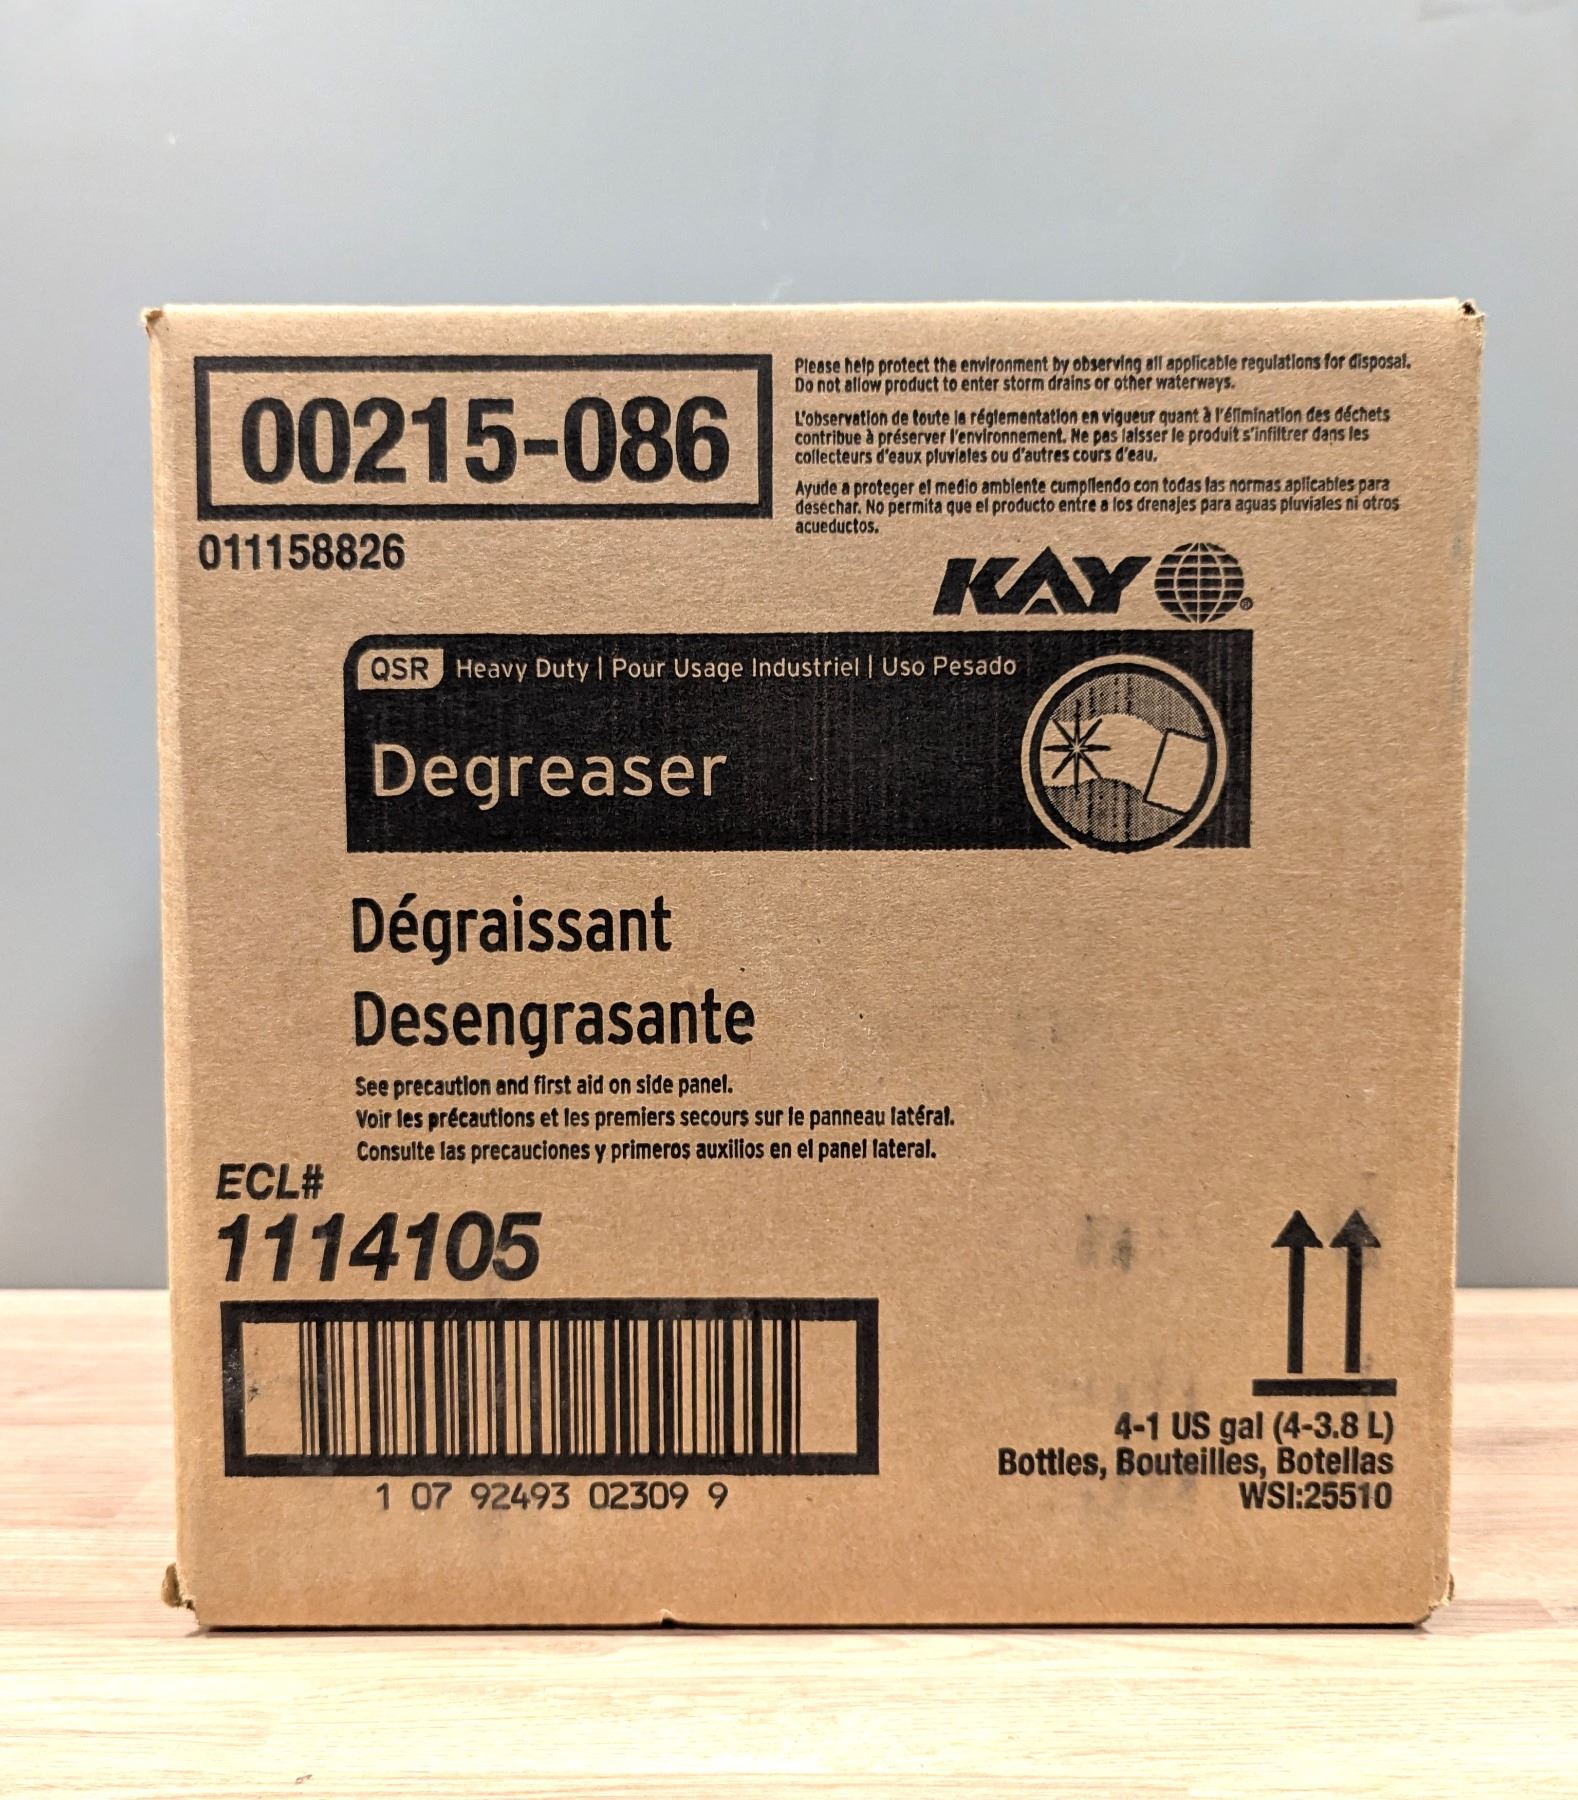 00215-086
011158826
Please help protect the environment by observing all applicable regulations for disposal.
Do not allow product to enter storm drains or other waterways.
L'observation de toute la réglementation en vigueur quant à l'élimination des déchets
contribue à préserver l'environnement. Ne pas laisser le produit s'infiltrer dans les
collecteurs d'eaux pluviales ou d'autres cours d'eau.
Ayude a proteger el medio ambiente cumpliendo con todas las normas aplicables para
desechar. No permita que el producto entre a los drenajes para aguas pluviales ni otros
acueductos.
KAY ®
QSR Heavy Duty | Pour Usage Industriel | Uso Pesado
Degreaser
Dégraissant
Desengrasante
See precaution and first aid on side panel.
Voir les précautions et les premiers secours sur le panneau latéral.
Consulte las precauciones y primeros auxilios en el panel lateral.
ECL#
1114105
1 07 92493 02309 9
4-1 US gal (4-3.8 L)
Bottles, Bouteilles, Botellas
WSI:25510